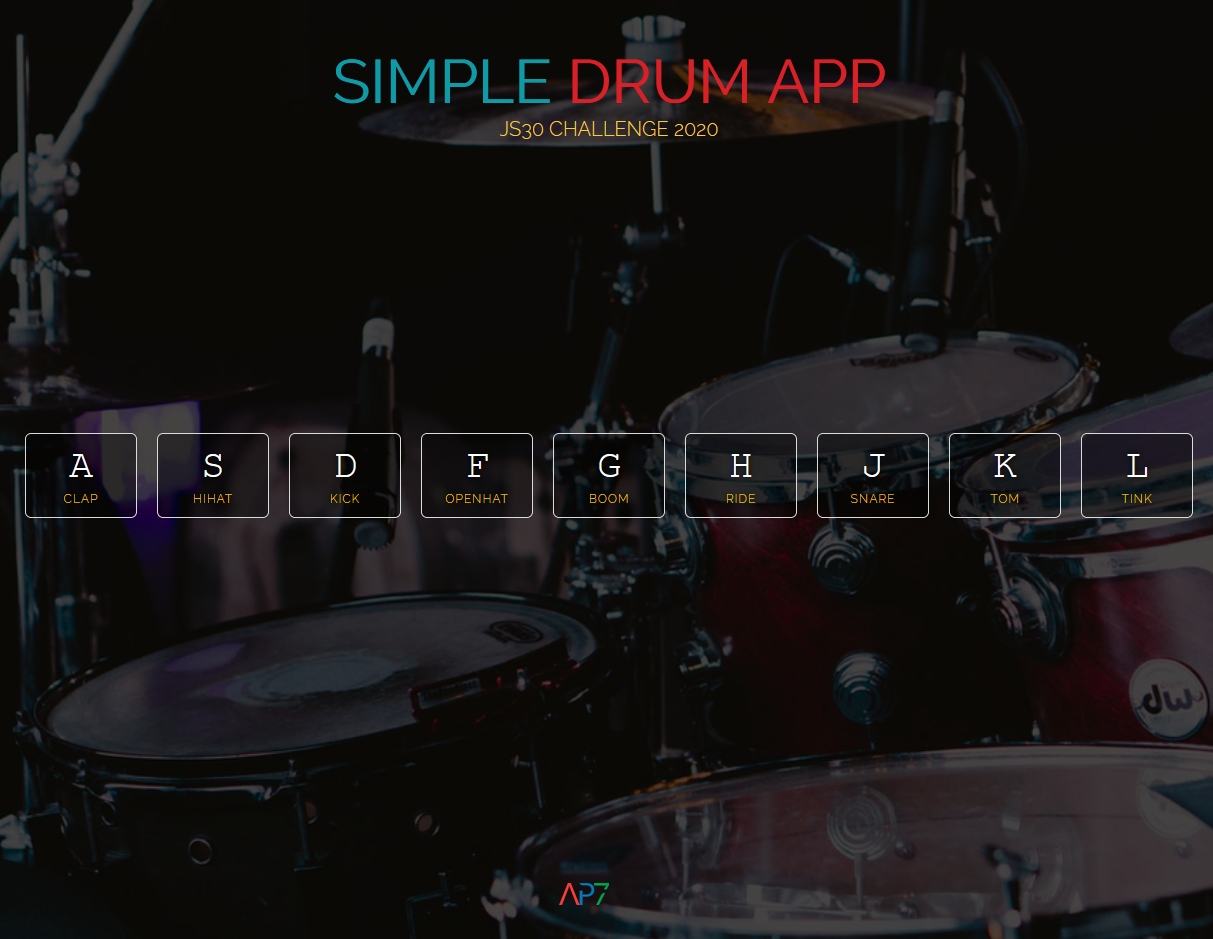 SIMPLE DRUM APP
JS30 CHALLENGE 2020
A S D F G H J K L
CLAP HIHAT KICK OPENHAT BOOM RIDE SNARE TOM TINK
dw
AP7